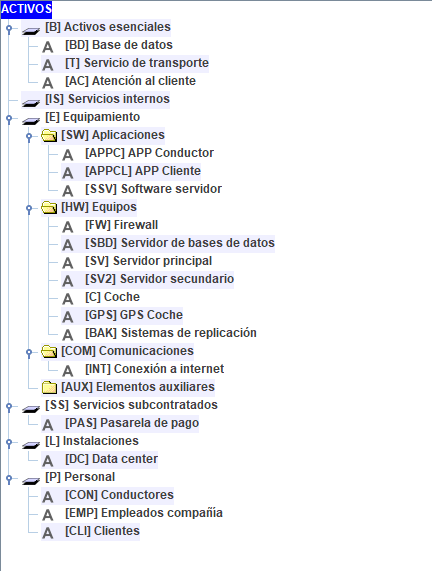 ACTIVOS
[B] Activos esenciales
A [BD] Base de datos
A [T] Servicio de transporte
A [AC] Atención al cliente
[IS] Servicios internos
[E] Equipamiento
[SW] Aplicaciones
A [APPC] APP Conductor
A [APPCL] APP Cliente
A [SSV] Software servidor
[HW] Equipos
A [FW] Firewall
A [SBD] Servidor de bases de datos
A [SV] Servidor principal
A [SV2] Servidor secundario
A [C] Coche
A [GPS] GPS Coche
A [BAK] Sistemas de replicación
[COM] Comunicaciones
A [INT] Conexión a internet
[AUX] Elementos auxiliares
[SS] Servicios subcontratados
A [PAS] Pasarela de pago
[L] Instalaciones
A [DC] Data center
[P] Personal
A [CON] Conductores
A [EMP] Empleados compañía
A [CLI] Clientes